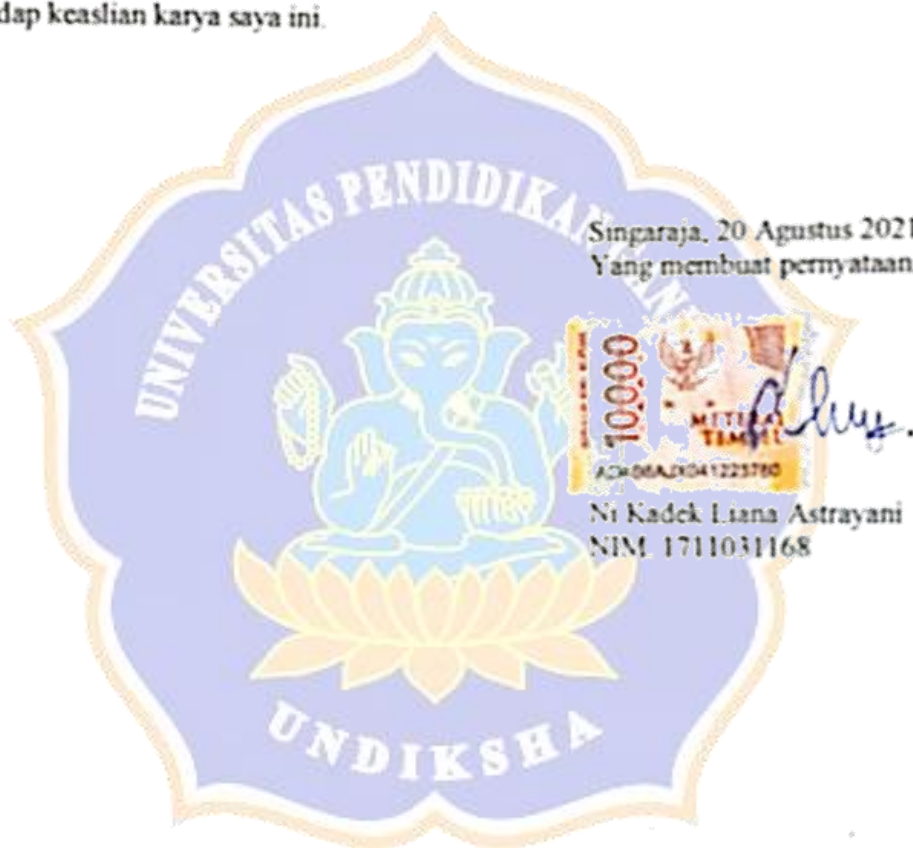 dap keaslian karya saya ini.
UNIVERSITAS PENDIDIKAN
Singaraja, 20 Agustus 2021
Yang membuat pernyataan
10000
METERAI
TEMPEL
Ni Kadek Liana Astrayani
NIM. 1711031168
UNDIKSHA